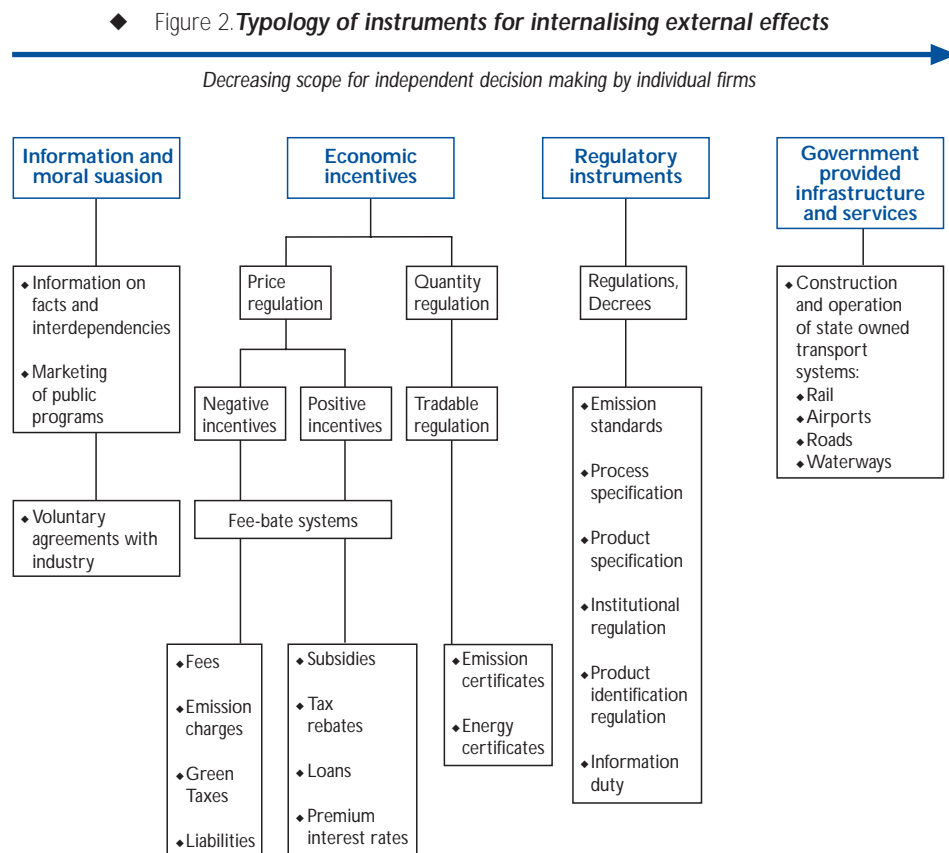 ◆ Figure 2. Typology of instruments for internalising external effects
Decreasing scope for independent decision making by individual firms
Information and
moral suasion
◆ Information on
facts and
interdependencies
◆ Marketing
of public
programs
◆ Voluntary
agreements with
industry
Economic
incentives
Price
regulation
Quantity
regulation
Negative
incentives
Positive
incentives
Tradable
regulation
Fee-bate systems
◆ Fees
◆ Emission
charges
◆ Green
Taxes
◆ Liabilities
◆ Subsidies
◆ Tax
rebates
◆ Loans
◆ Premium
interest rates
◆ Emission
certificates
◆ Energy
certificates
Regulatory
instruments
Regulations,
Decrees
◆ Emission
standards
◆ Process
specification
◆ Product
specification
◆ Institutional
regulation
◆ Product
identification
regulation
◆ Information
duty
Government
provided
infrastructure
and services
◆ Construction
and operation
of state owned
transport
systems:
◆ Rail
◆ Airports
◆ Roads
◆ Waterways